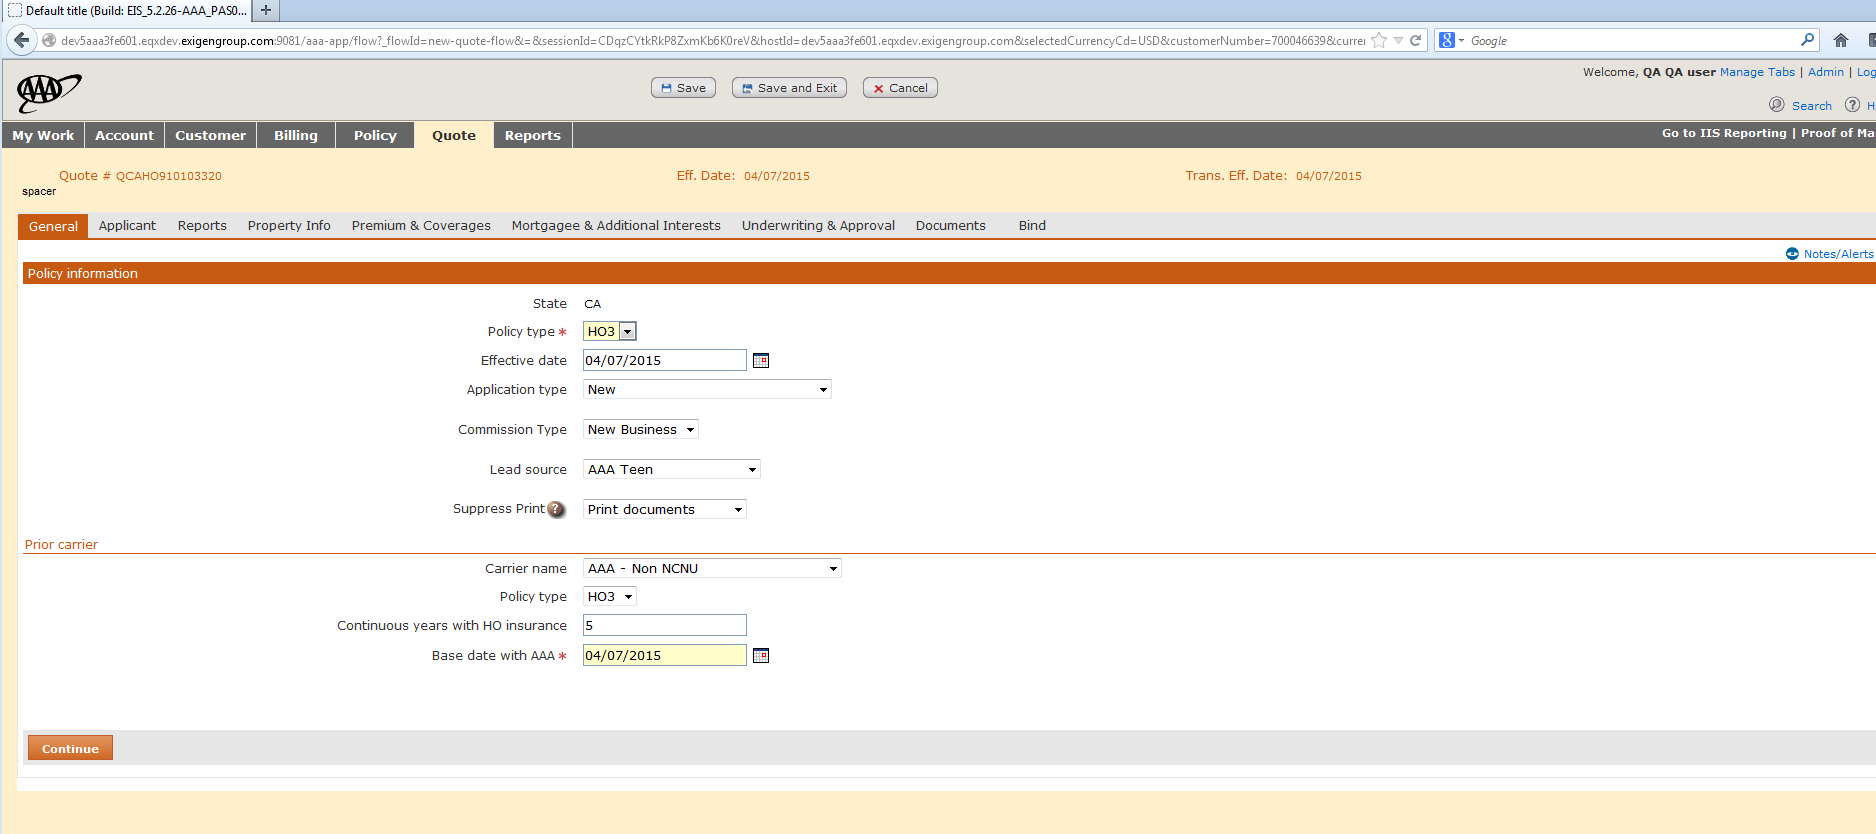 Default title (Build: EIS_5.2.26-AAA_PAS0...
dev5aaa3fe601.eqxdev.exigengroup.com:9081/aaa-app/flow?_flowId=new-quote-flow&=&sessionId=CDqzCYtkRkP8ZxmKb6K0reV&hostId=dev5aaa3fe601.eqxdev.exigengroup.com&selectedCurrencyCd=USD&customerNumber=700046639&currer
8 Google
AAA
Save Save and Exit Cancel
Welcome, QA QA user Manage Tabs | Admin | Log
Search ? H
My Work Account Customer Billing Policy Quote Reports
Go to IIS Reporting | Proof of Ma
Quote # QCAHO910103320 Eff. Date: 04/07/2015 Trans. Eff. Date: 04/07/2015
spacer
General Applicant Reports Property Info Premium & Coverages Mortgagee & Additional Interests Underwriting & Approval Documents Bind
Notes/Alerts
Policy information
State CA
Policy type * HO3
Effective date 04/07/2015
Application type New
Commission Type New Business
Lead source AAA Teen
Suppress Print ? Print documents
Prior carrier
Carrier name AAA - Non NCNU
Policy type HO3
Continuous years with HO insurance 5
Base date with AAA * 04/07/2015
Continue